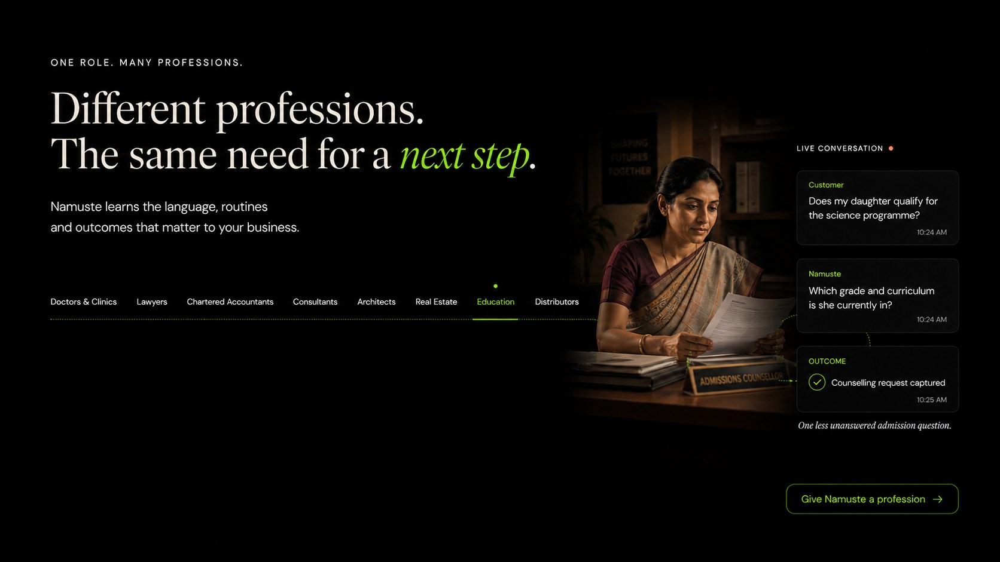 ONE ROLE. MANY PROFESSIONS.
Different professions.
The same need for a next step.
Namuste learns the language, routines
and outcomes that matter to your business.
Doctors & Clinics
Lawyers
Chartered Accountants
Consultants
Architects
Real Estate
Education
Distributors
SHAPING
FUTURES
TOGETHER
ADMISSIONS COUNSELLOR
LIVE CONVERSATION
Customer
Does my daughter qualify for
the science programme?
10:24 AM
Namuste
Which grade and curriculum
is she currently in?
10:24 AM
OUTCOME
Counselling request captured
10:25 AM
One less unanswered admission question.
Give Namuste a profession →